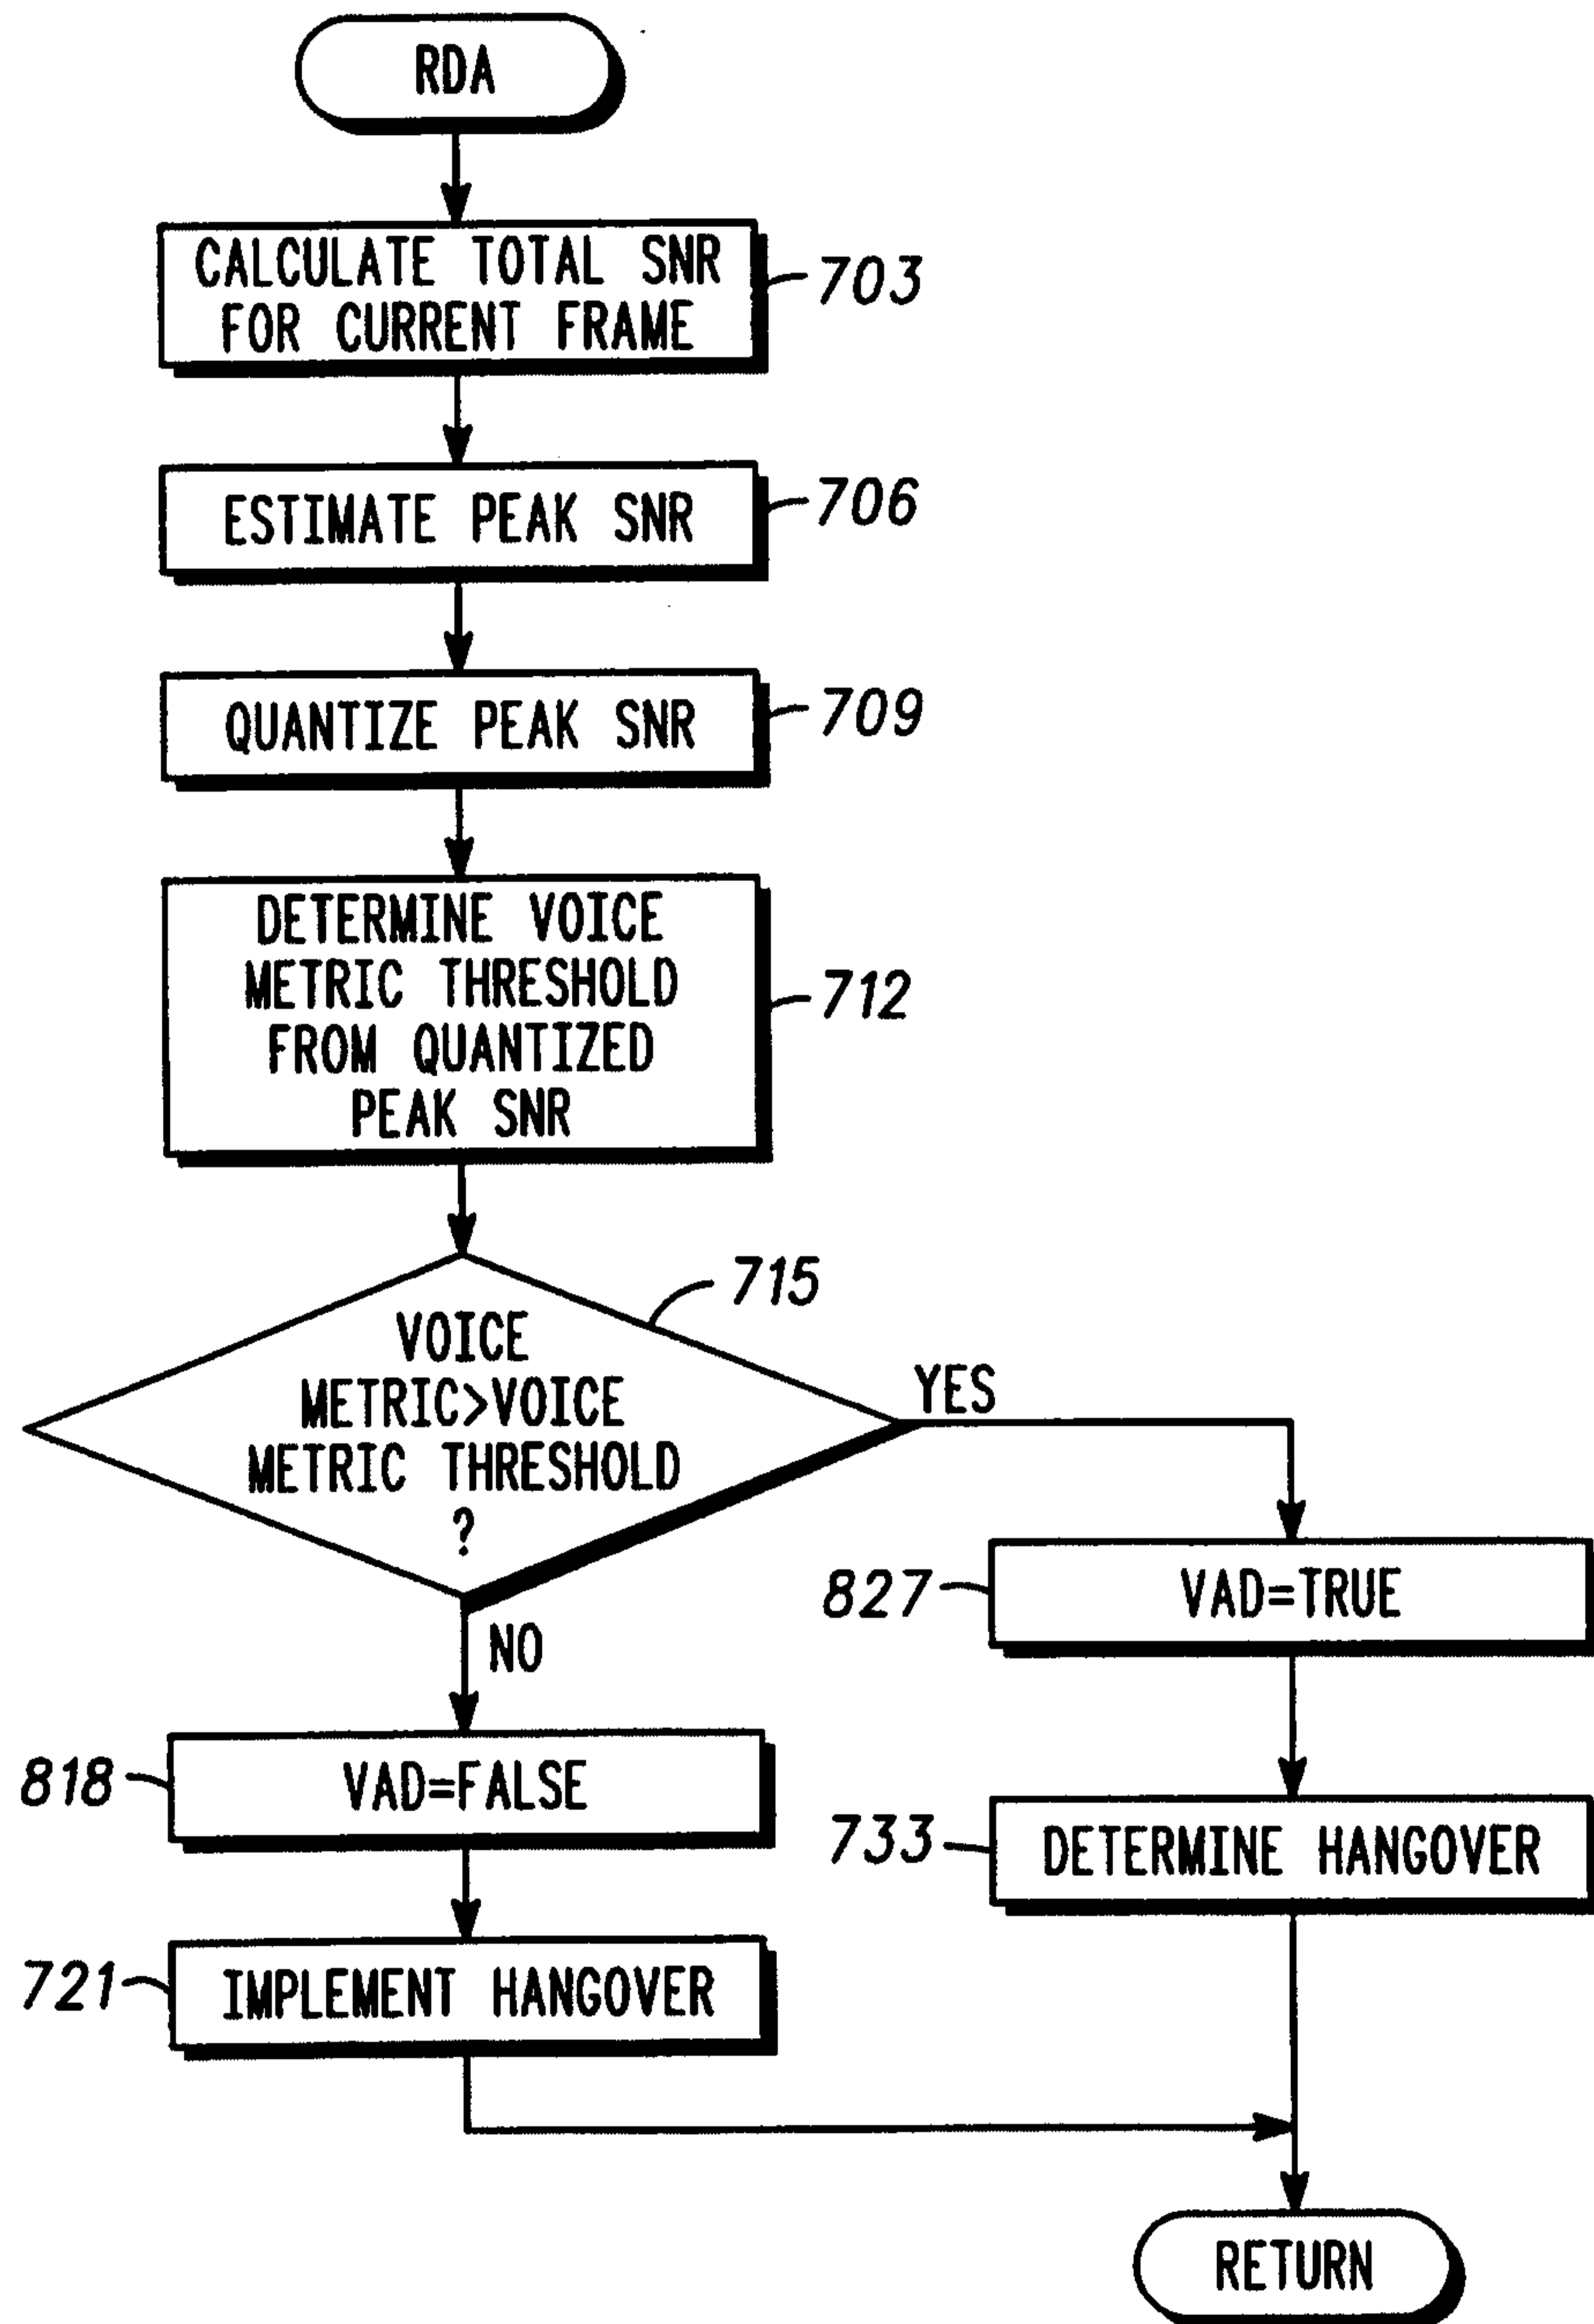 RDA
CALCULATE TOTAL SNR
FOR CURRENT FRAME
703
ESTIMATE PEAK SNR
706
QUANTIZE PEAK SNR
709
DETERMINE VOICE
METRIC THRESHOLD
FROM QUANTIZED
PEAK SNR
712
715
VOICE
METRIC>VOICE
METRIC THRESHOLD
?
YES
NO
827
VAD=TRUE
818
VAD=FALSE
733
DETERMINE HANGOVER
721
IMPLEMENT HANGOVER
RETURN